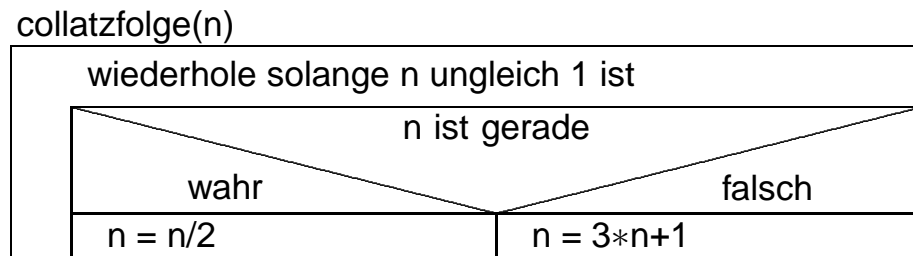 collatzfolge(n)
wiederhole solange n ungleich 1 ist
n ist gerade
wahr falsch
n = n/2 n = 3*n+1